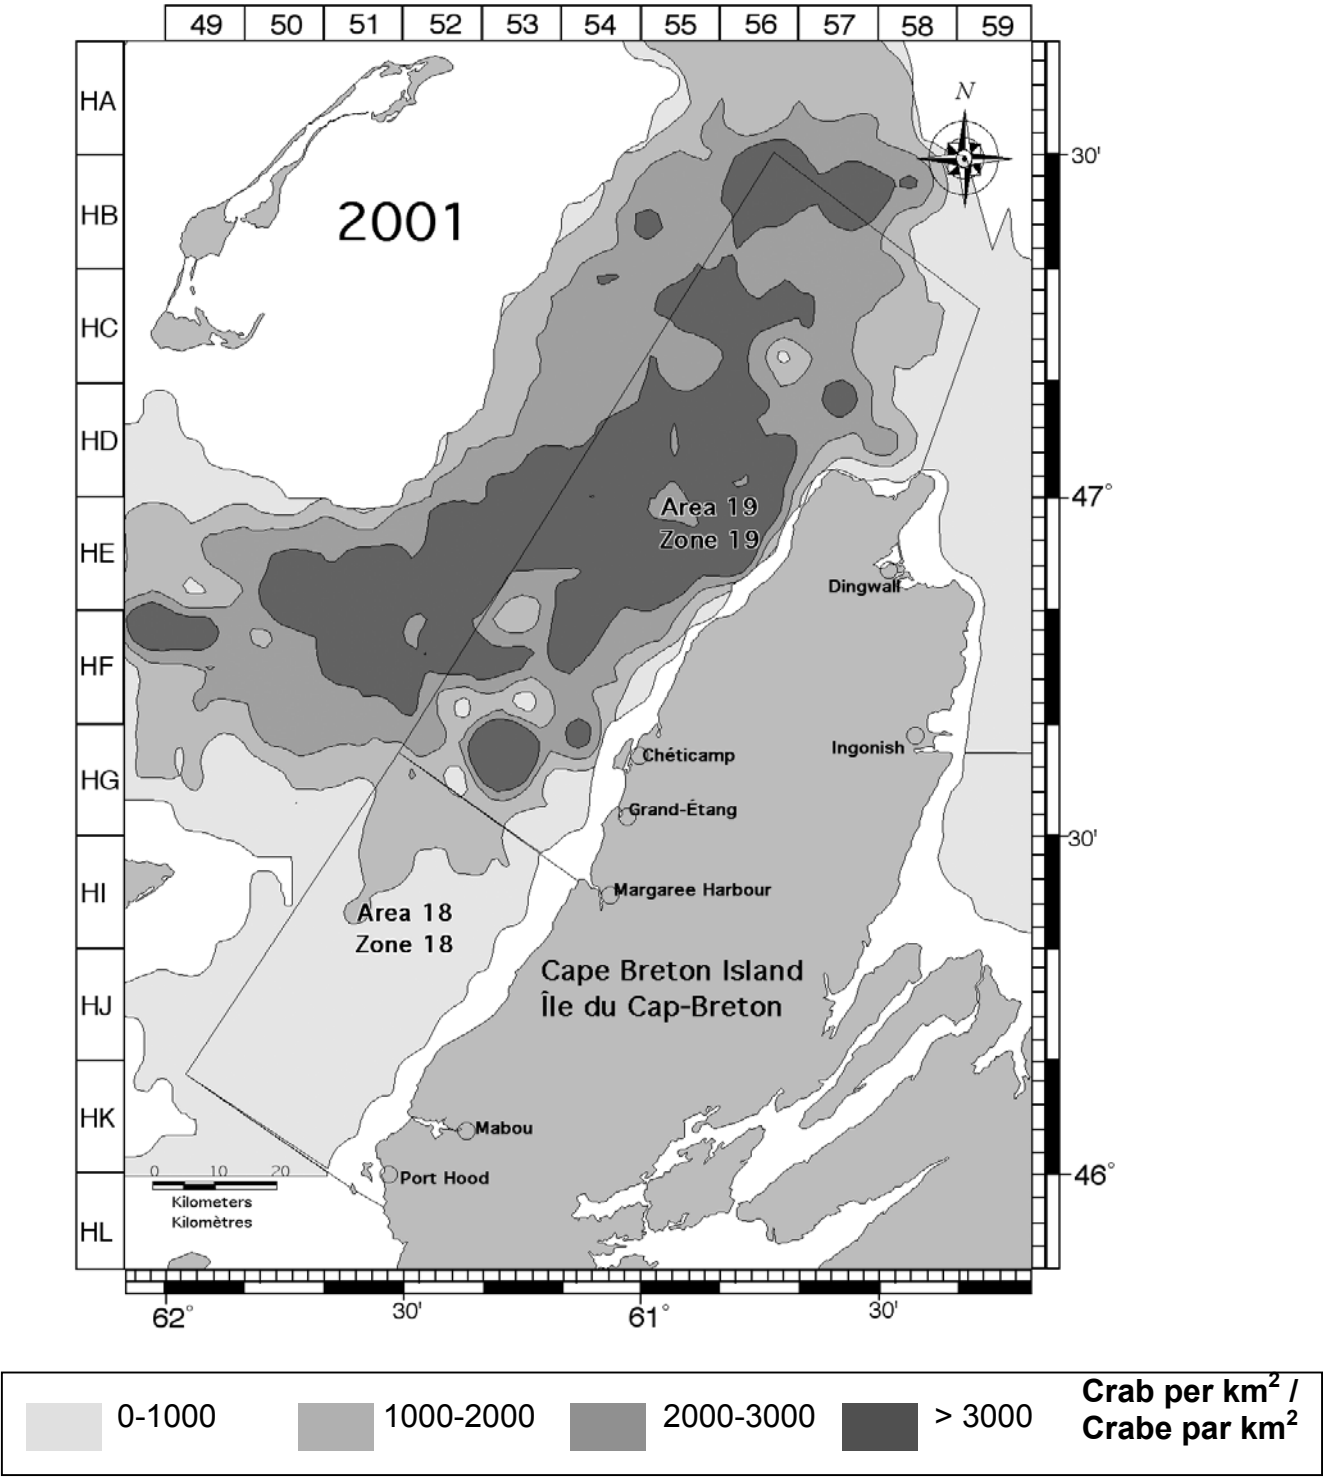 49 50 51 52 53 54 55 56 57 58 59
HA
N
30'
HB
2001
HC
HD
47°
Area 19
Zone 19
HE
Dingwall
HF
Ingonish
Chéticamp
HG
Grand-Étang
30'
HI
Margaree Harbour
Area 18
Zone 18
Cape Breton Island
Île du Cap-Breton
HJ
HK
Mabou
0 10 20
46°
Port Hood
Kilometers
Kilomètres
HL
62° 30' 61° 30'
0-1000 1000-2000 2000-3000 > 3000
Crab per km² /
Crabe par km²